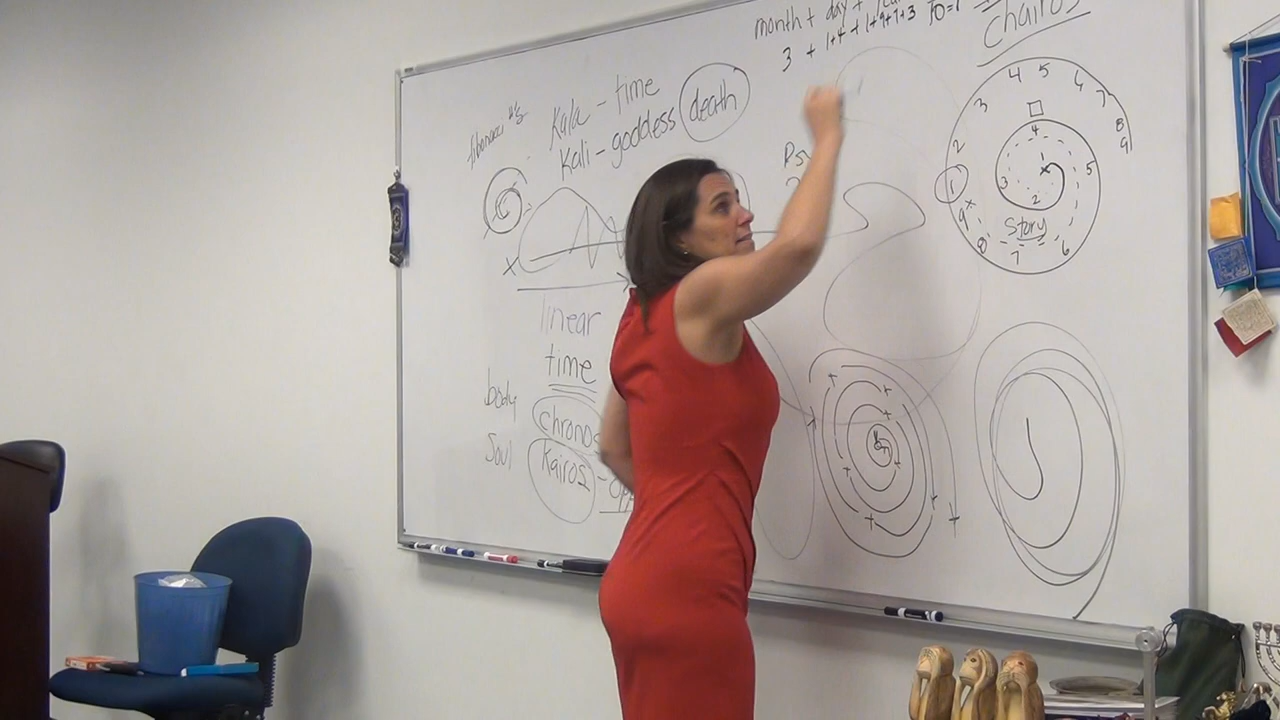 month + day +
3 + 1+4 + 1+9+7+3 10=1
chairos
fibonacci
Kala - time
Kali - goddess death
linear
time
body
chronos
Soul
Kairos -
1 2 3 4 5 6 7 8 9
1 2 3 4 5 6 7 8 9
story